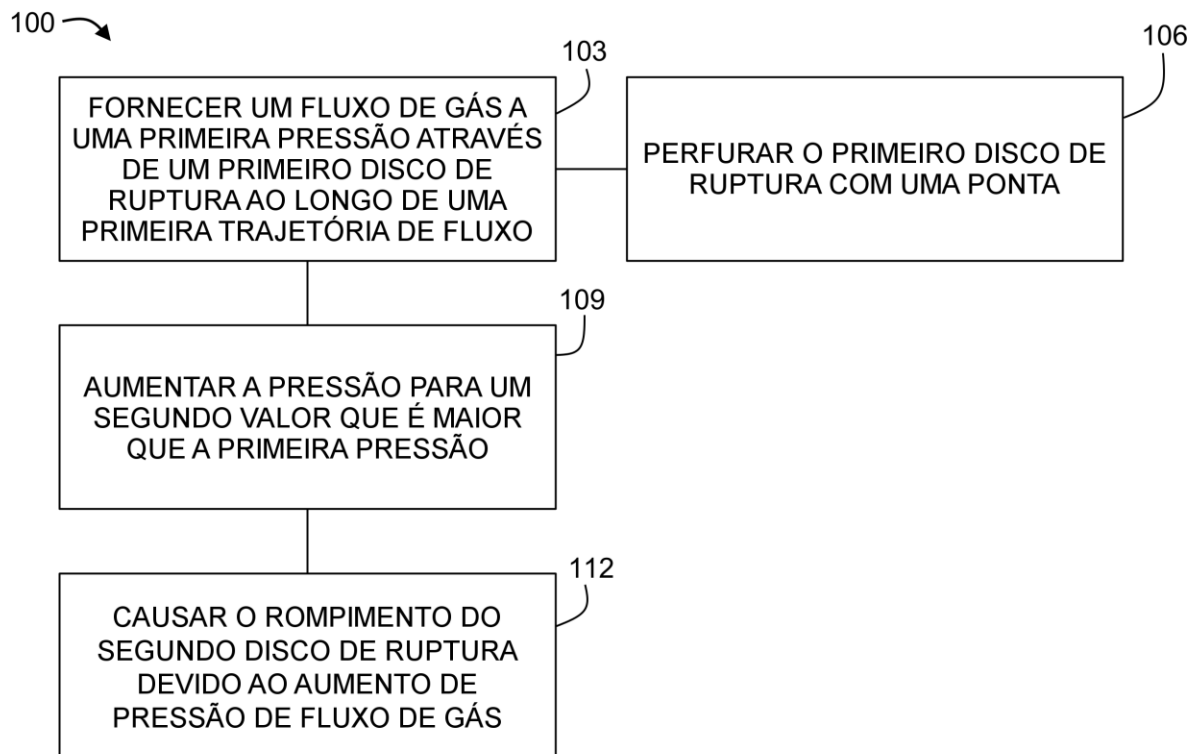 100
103
FORNECER UM FLUXO DE GÁS A
UMA PRIMEIRA PRESSÃO ATRAVÉS
DE UM PRIMEIRO DISCO DE
RUPTURA AO LONGO DE UMA
PRIMEIRA TRAJETÓRIA DE FLUXO
106
PERFURAR O PRIMEIRO DISCO DE
RUPTURA COM UMA PONTA
109
AUMENTAR A PRESSÃO PARA UM
SEGUNDO VALOR QUE É MAIOR
QUE A PRIMEIRA PRESSÃO
112
CAUSAR O ROMPIMENTO DO
SEGUNDO DISCO DE RUPTURA
DEVIDO AO AUMENTO DE
PRESSÃO DE FLUXO DE GÁS